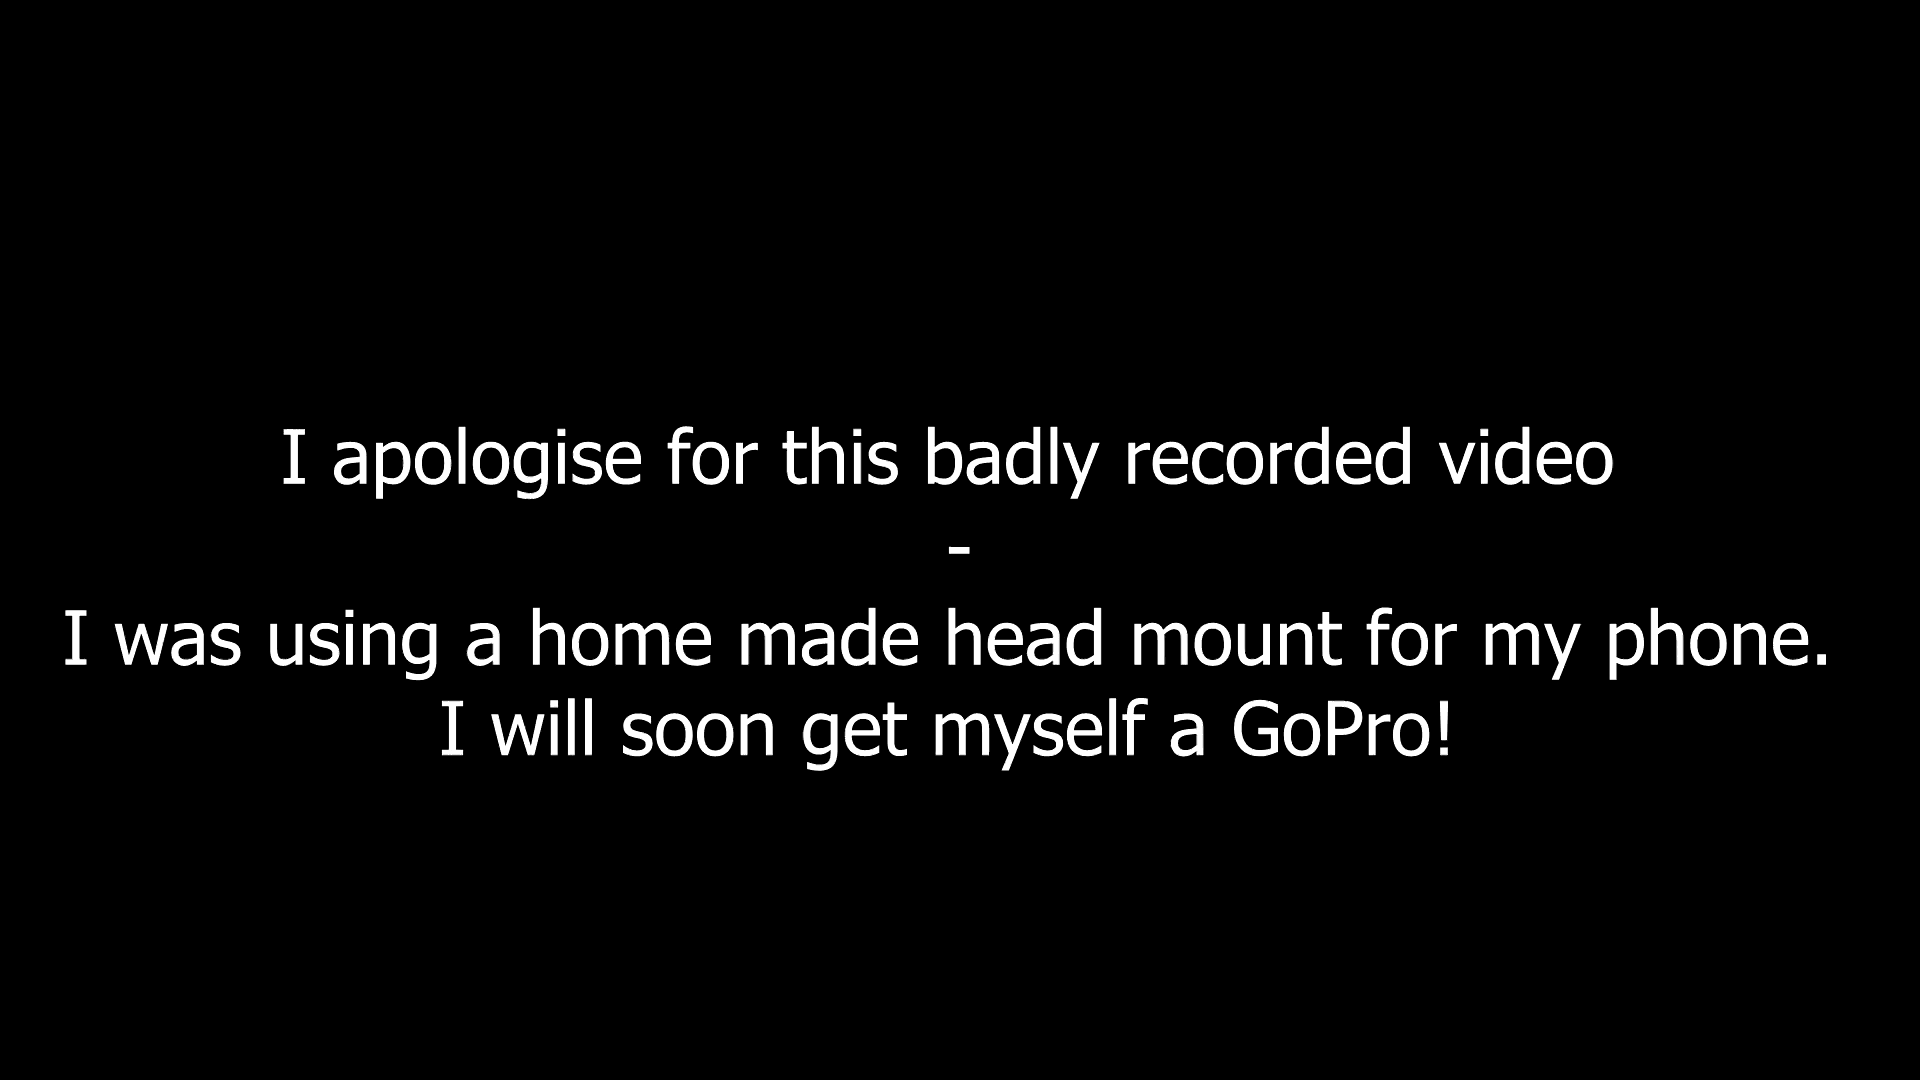 I apologise for this badly recorded video
-
I was using a home made head mount for my phone.
I will soon get myself a GoPro!